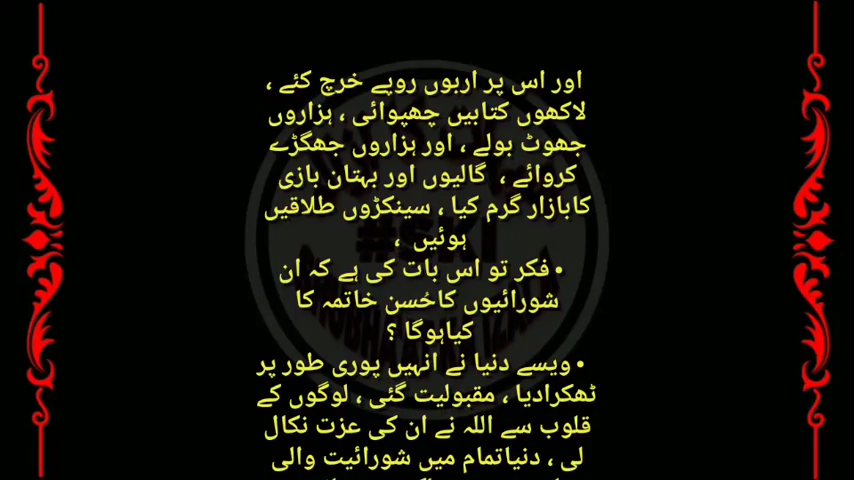 اور اس پر اربوں روپے خرچ کئے ،
لاکھوں کتابیں چھپوائی ، ہزاروں
جھوٹ بولے ، اور ہزاروں جھگڑے
کروائے ، گالیوں اور بہتان بازی
کابازار گرم کیا ، سینکڑوں طلاقیں
ہوئیں ،
• فکر تو اس بات کی ہے کہ ان
شورائیوں کاحُسن خاتمہ کا
کیاہوگا ؟
• ویسے دنیا نے انہیں پوری طور پر
ٹھکرادیا ، مقبولیت گئی ، لوگوں کے
قلوب سے اللہ نے ان کی عزت نکال
لی ، دنیاتمام میں شورائیت والی